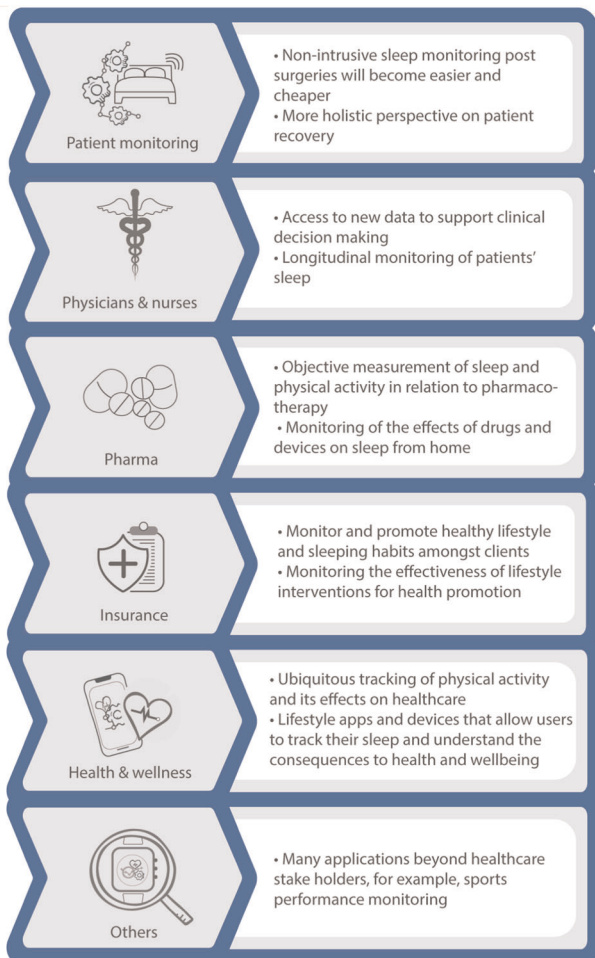 Patient monitoring
• Non-intrusive sleep monitoring post
surgeries will become easier and
cheaper
• More holistic perspective on patient
recovery
Physicians & nurses
• Access to new data to support clinical
decision making
• Longitudinal monitoring of patients'
sleep
Pharma
• Objective measurement of sleep and
physical activity in relation to pharmaco-
therapy
• Monitoring of the effects of drugs and
devices on sleep from home
Insurance
• Monitor and promote healthy lifestyle
and sleeping habits amongst clients
• Monitoring the effectiveness of lifestyle
interventions for health promotion
Health & wellness
• Ubiquitous tracking of physical activity
and its effects on healthcare
• Lifestyle apps and devices that allow users
to track their sleep and understand the
consequences to health and wellbeing
Others
• Many applications beyond healthcare
stake holders, for example, sports
performance monitoring